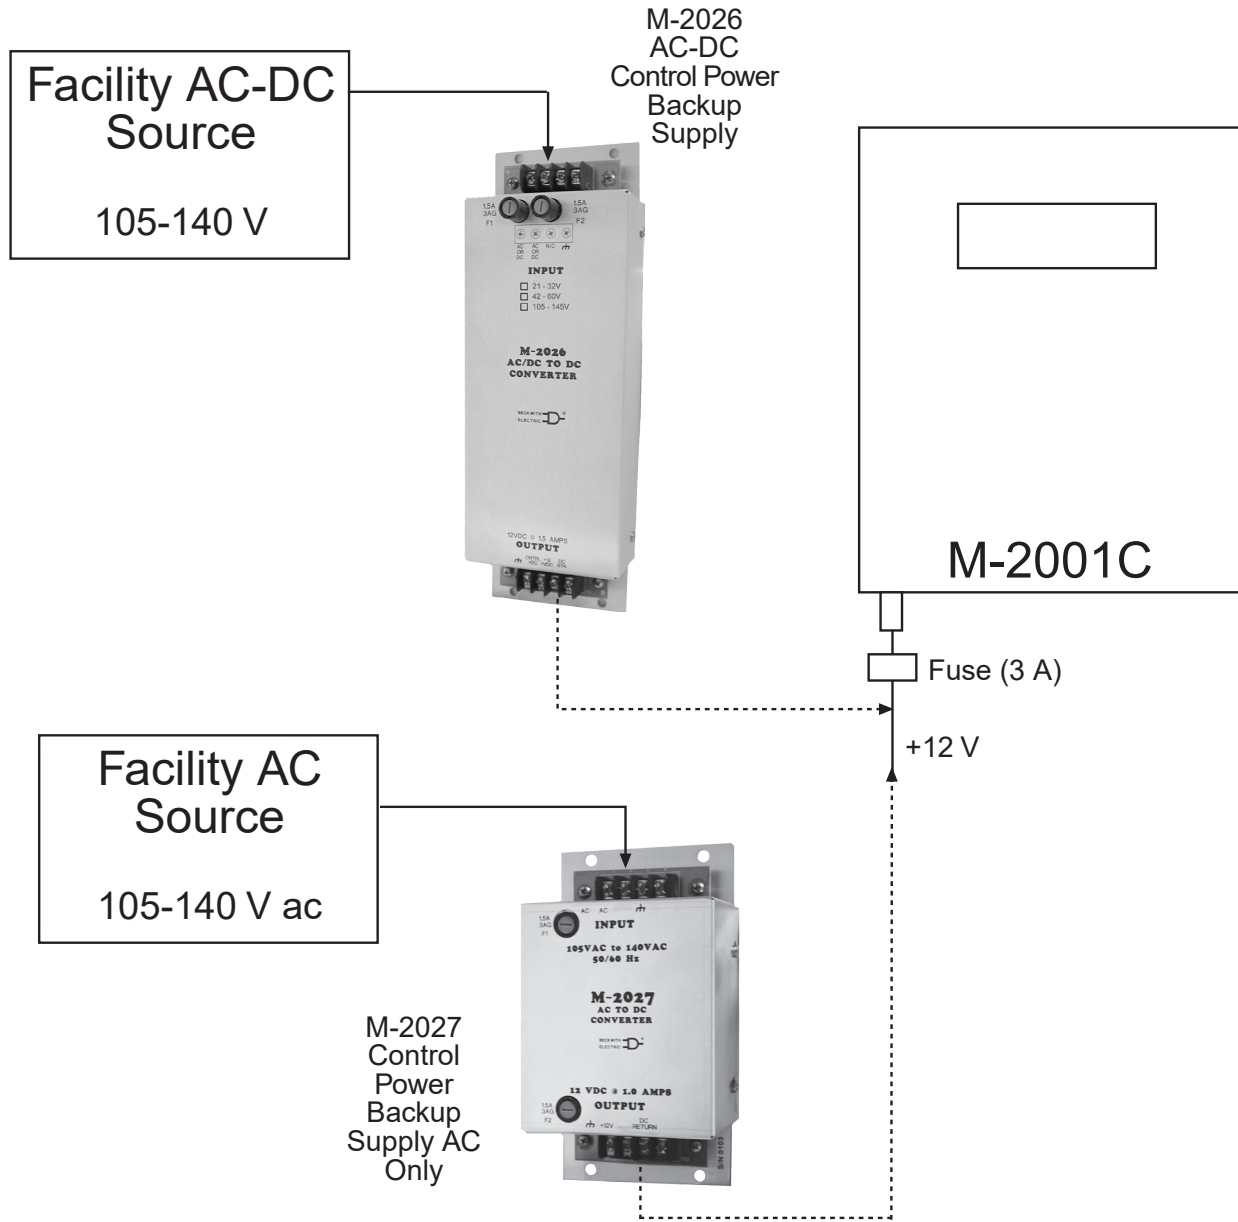 M-2026
AC-DC
Control Power
Backup
Supply
Facility AC-DC
Source
105-140 V
1.5A
3AG
F1
1.5A
3AG
F2
AC
OR
DC
AC
OR
DC
N.C.
INPUT
21 - 32V
42 - 60V
105 - 145V
M-2026
AC/DC TO DC
CONVERTER
BECKWITH
ELECTRIC
12VDC @ 1.5 AMPS
OUTPUT
DC
RTN
M-2001C
Fuse (3 A)
+12 V
Facility AC
Source
105-140 V ac
AC AC
1.5A
3AG
F1
INPUT
105VAC to 140VAC
50/60 Hz
M-2027
AC TO DC
CONVERTER
BECKWITH
ELECTRIC
12 VDC @ 1.0 AMPS
OUTPUT
1.5A
3AG
F2
+12V
DC
RETURN
S/N 0103
M-2027
Control
Power
Backup
Supply AC
Only